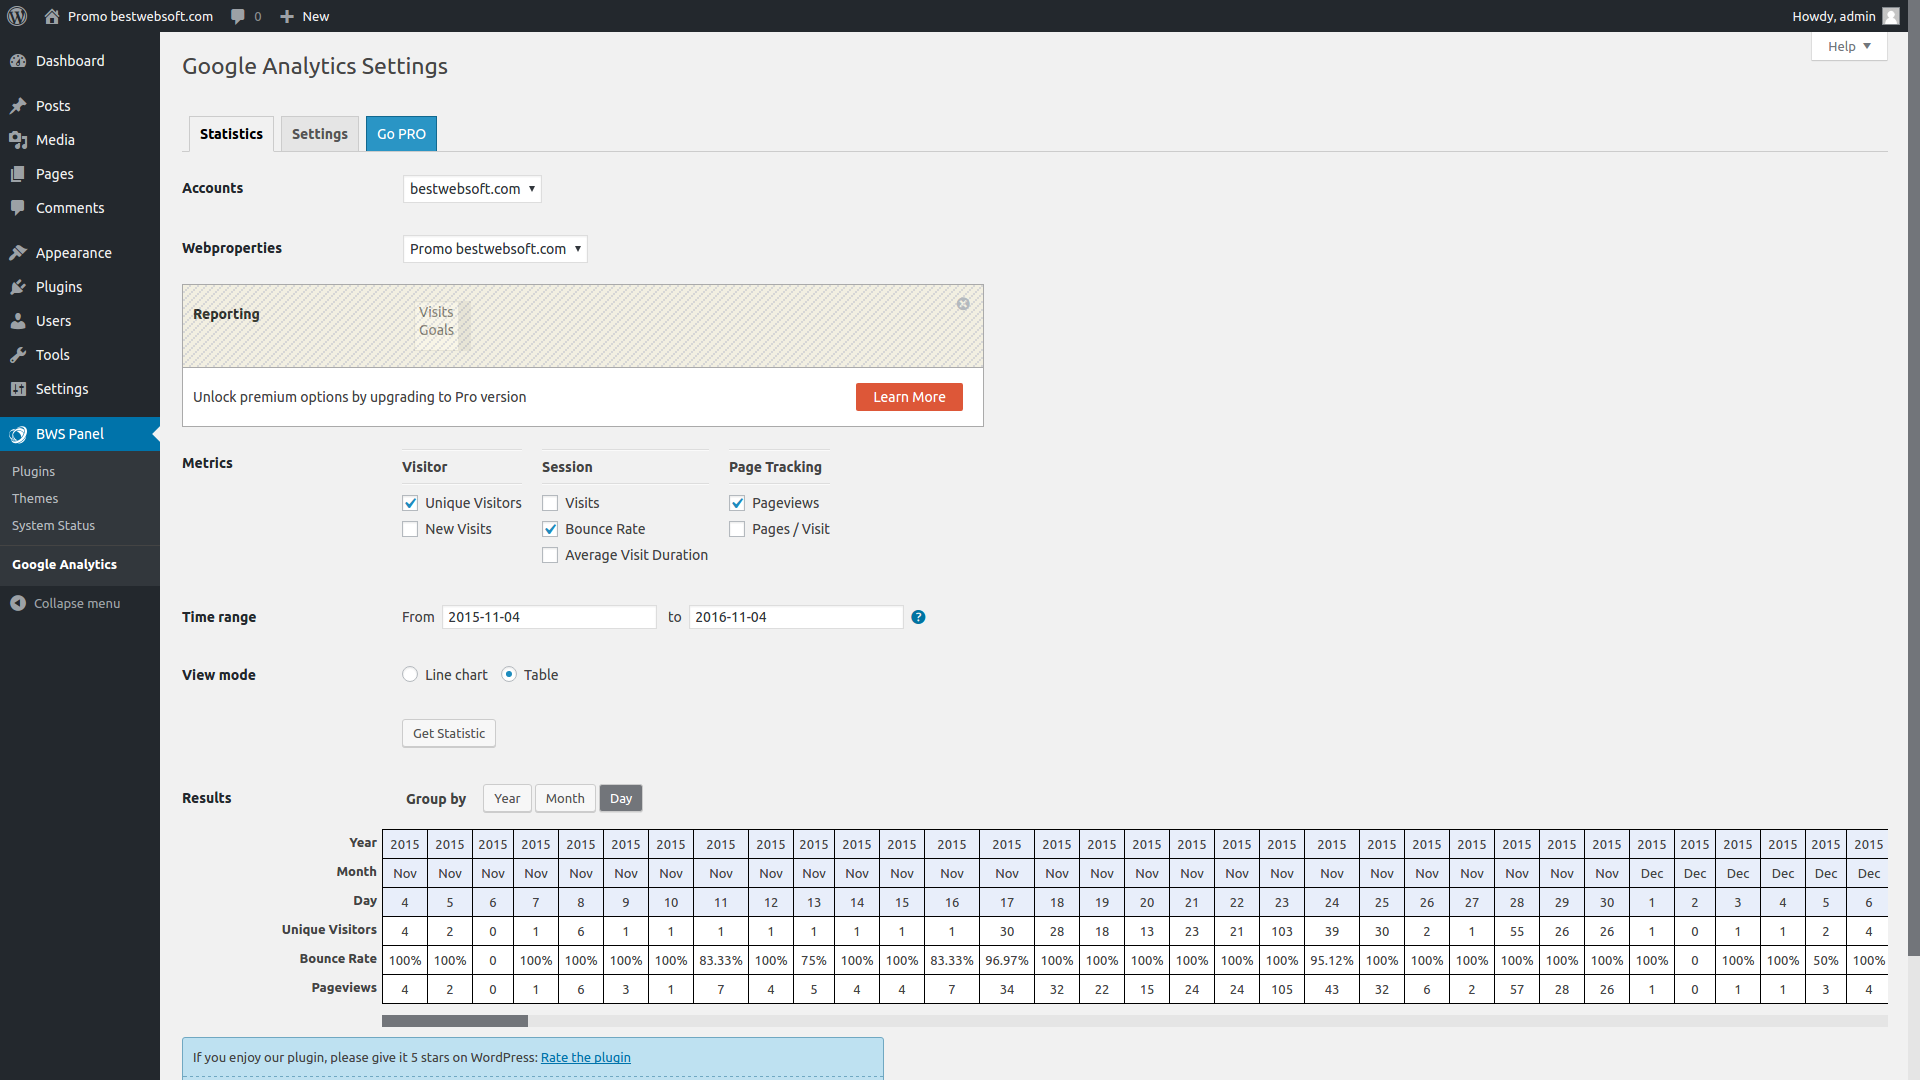 Promo bestwebsoft.com 0 New Howdy, admin
Help
Dashboard
Posts
Media
Pages
Comments
Appearance
Plugins
Users
Tools
Settings
BWS Panel
Plugins
Themes
System Status
Google Analytics
Collapse menu
Google Analytics Settings
Statistics Settings Go PRO
Accounts bestwebsoft.com
Webproperties Promo bestwebsoft.com
Reporting Visits
Goals
Unlock premium options by upgrading to Pro version Learn More
Metrics Visitor Session Page Tracking
Unique Visitors Visits Pageviews
New Visits Bounce Rate Pages / Visit
Average Visit Duration
Time range From 2015-11-04 to 2016-11-04 ?
View mode Line chart Table
Get Statistic
Results Group by Year Month Day
Year 2015 2015 2015 2015 2015 2015 2015 2015 2015 2015 2015 2015 2015 2015 2015 2015 2015 2015 2015 2015 2015 2015 2015 2015 2015 2015 2015 2015 2015 2015 2015 2015 2015
Month Nov Nov Nov Nov Nov Nov Nov Nov Nov Nov Nov Nov Nov Nov Nov Nov Nov Nov Nov Nov Nov Nov Nov Nov Nov Nov Nov Dec Dec Dec Dec Dec Dec
Day 4 5 6 7 8 9 10 11 12 13 14 15 16 17 18 19 20 21 22 23 24 25 26 27 28 29 30 1 2 3 4 5 6
Unique Visitors 4 2 0 1 6 1 1 1 1 1 1 1 1 30 28 18 13 23 21 103 39 30 2 1 55 26 26 1 0 1 1 2 4
Bounce Rate 100% 100% 0 100% 100% 100% 100% 83.33% 100% 75% 100% 100% 83.33% 96.97% 100% 100% 100% 100% 100% 100% 95.12% 100% 100% 100% 100% 100% 100% 100% 0 100% 100% 50% 100%
Pageviews 4 2 0 1 6 3 1 7 4 5 4 4 7 34 32 22 15 24 24 105 43 32 6 2 57 28 26 1 0 1 1 3 4
If you enjoy our plugin, please give it 5 stars on WordPress: Rate the plugin